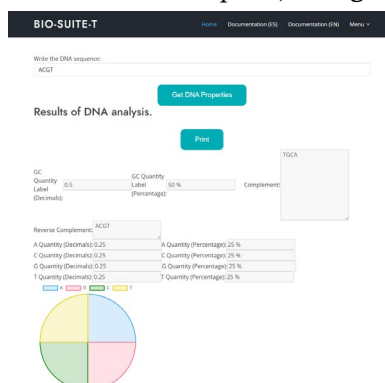 BIO-SUITE-T Home Documentation (ES) Documentation (EN) Menu
Write the DNA sequence:
ACGT
Get DNA Properties
Results of DNA analysis.
Print
GC Quantity Label (Decimals): 0.5 GC Quantity Label (Percentage): 50 % Complement: TGCA
Reverse Complement: ACGT
A Quantity (Decimals): 0.25 A Quantity (Percentage): 25 %
C Quantity (Decimals): 0.25 C Quantity (Percentage): 25 %
G Quantity (Decimals): 0.25 G Quantity (Percentage): 25 %
T Quantity (Decimals): 0.25 T Quantity (Percentage): 25 %
A G C T